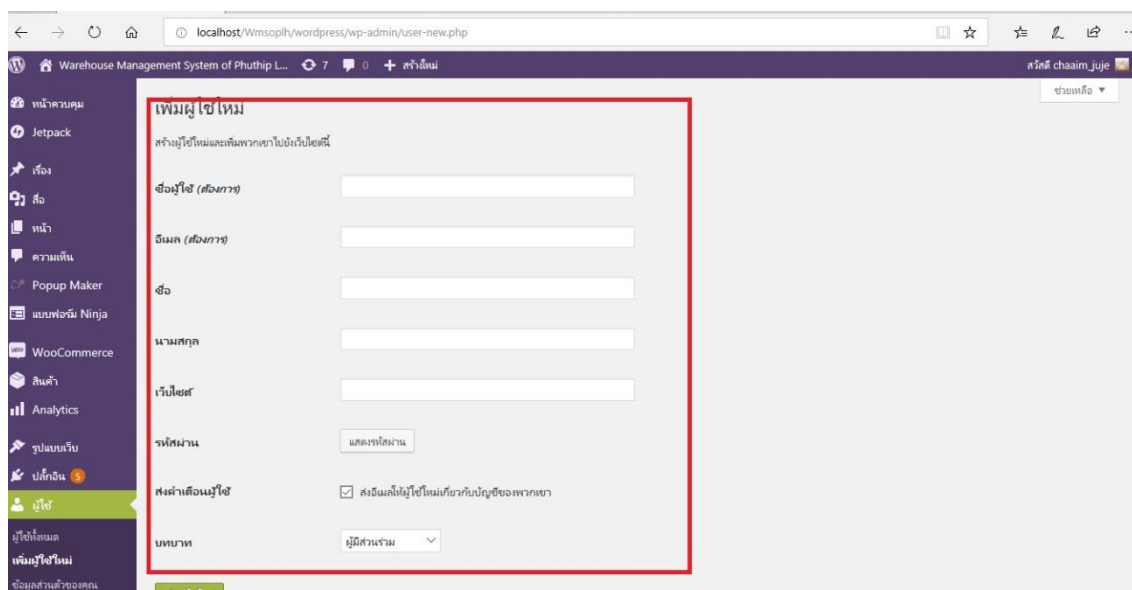 localhost/Wmsoplh/wordpress/wp-admin/user-new.php
Warehouse Management System of Phuthip L... 7 0 + สร้างใหม่
สวัสดี chaaim_juje
ช่วยเหลือ
หน้าควบคุม
Jetpack
เรื่อง
สื่อ
หน้า
ความเห็น
Popup Maker
แบบฟอร์ม Ninja
WooCommerce
สินค้า
Analytics
รูปแบบเว็บ
ปลั๊กอิน 5
ผู้ใช้
ผู้ใช้ทั้งหมด
เพิ่มผู้ใช้ใหม่
ข้อมูลส่วนตัวของคุณ
เพิ่มผู้ใช้ใหม่
สร้างผู้ใช้ใหม่และเพิ่มพวกเขาไปยังเว็บไซต์นี้
ชื่อผู้ใช้ (ต้องการ)
อีเมล (ต้องการ)
ชื่อ
นามสกุล
เว็บไซต์
รหัสผ่าน แสดงรหัสผ่าน
ส่งคำเตือนผู้ใช้ ส่งอีเมลให้ผู้ใช้ใหม่เกี่ยวกับบัญชีของพวกเขา
บทบาท ผู้มีส่วนร่วม